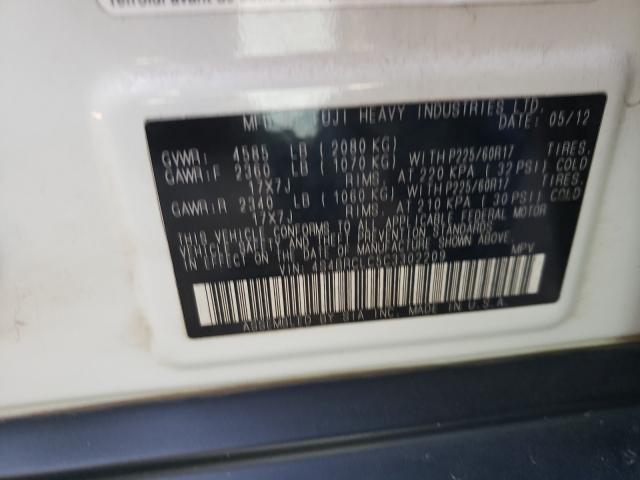 MFD UJI HEAVY INDUSTRIES LTD.
DATE: 05/12
GVWR: 4585 LB ( 2080 KG)
GAWR:F 2360 LB ( 1070 KG) WITH P225/60R17 TIRES,
17X7J RIMS, AT 220 KPA ( 32 PSI) COLD
GAWR:R 2340 LB ( 1060 KG) WITH P225/60R17 TIRES,
17X7J RIMS, AT 210 KPA ( 30 PSI) COLD
THIS VEHICLE CONFORMS TO ALL APPLICABLE FEDERAL MOTOR
VEHICLE SAFETY AND THEFT PREVENTION STANDARDS
IN EFFECT ON THE DATE OF MANUFACTURE SHOWN ABOVE.
VIN: MPV
ASSEMBLED BY SIA INC. MADE IN U.S.A.